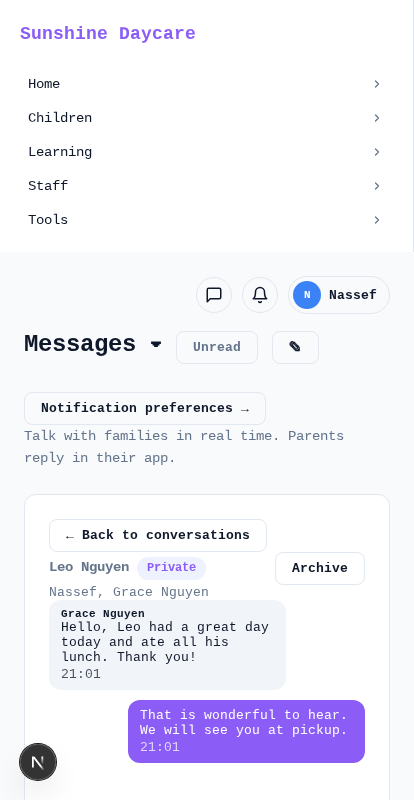 Sunshine Daycare
Home
Children
Learning
Staff
Tools
N
Nassef
Messages
Unread
Notification preferences →
Talk with families in real time. Parents
reply in their app.
← Back to conversations
Leo Nguyen Private
Archive
Nassef, Grace Nguyen
Grace Nguyen
Hello, Leo had a great day
today and ate all his
lunch. Thank you!
21:01
That is wonderful to hear.
We will see you at pickup.
21:01
N